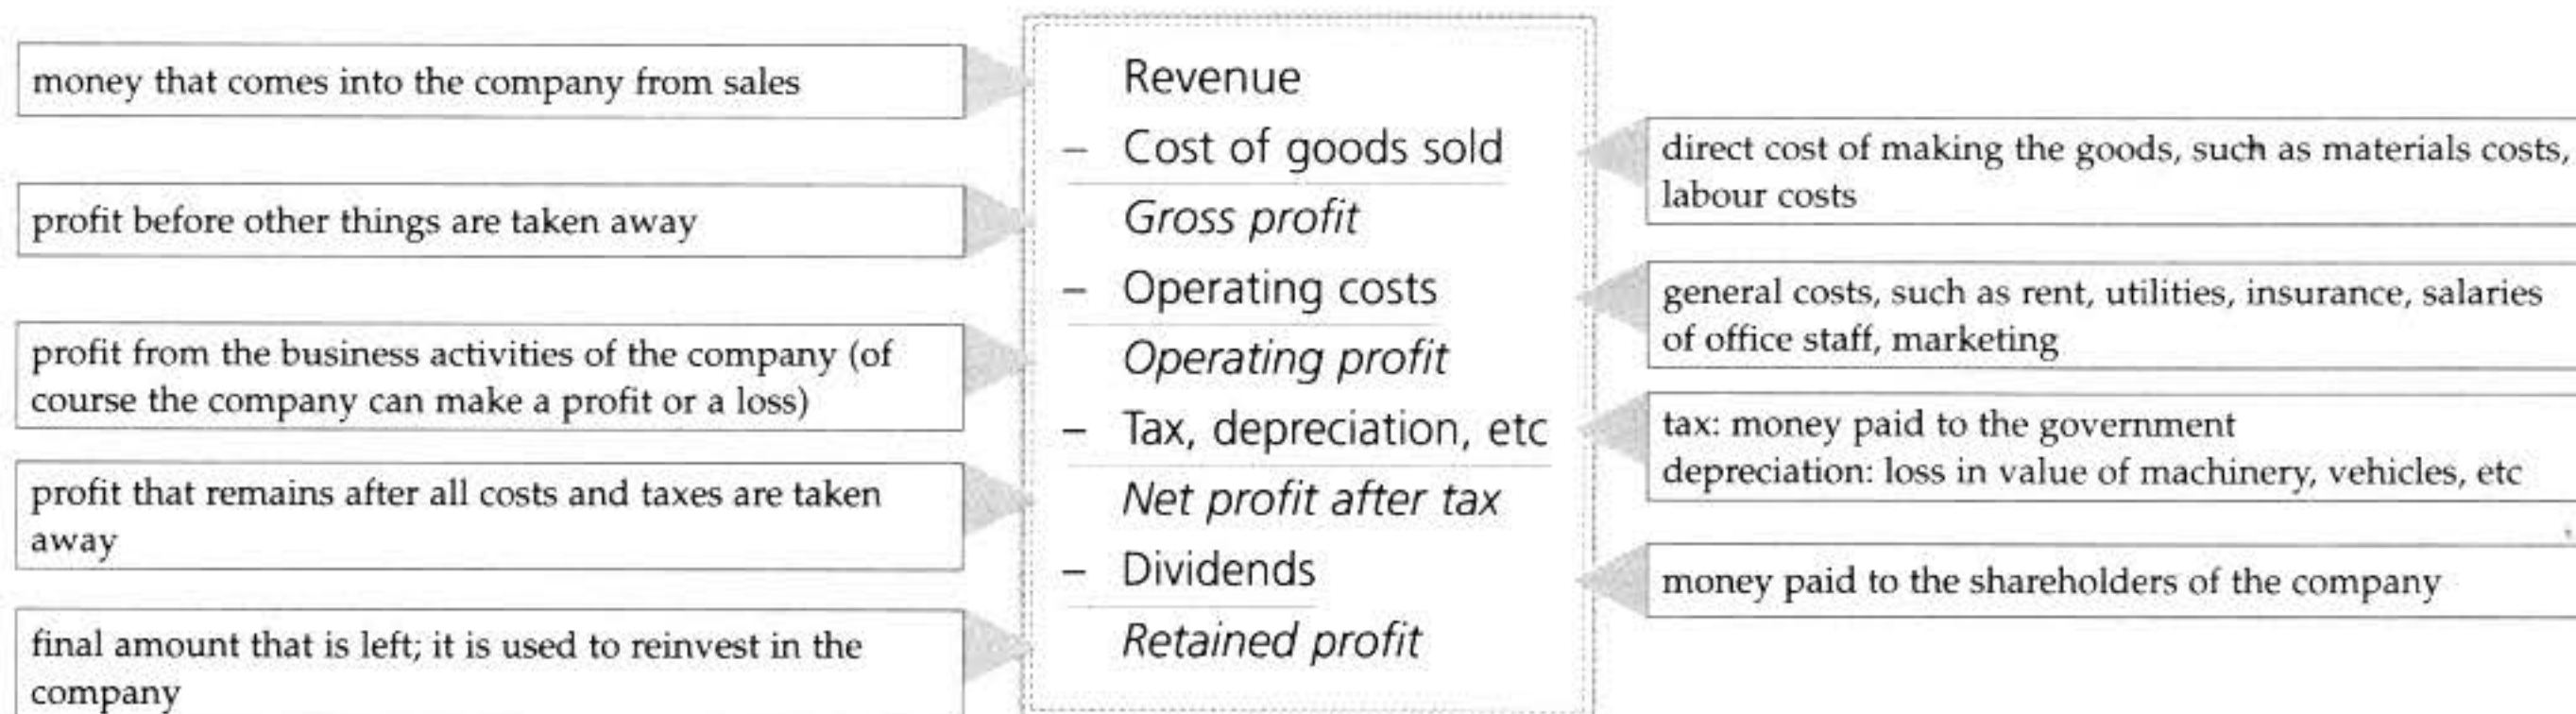 money that comes into the company from sales
profit before other things are taken away
profit from the business activities of the company (of
course the company can make a profit or a loss)
profit that remains after all costs and taxes are taken
away
final amount that is left; it is used to reinvest in the
company
Revenue
– Cost of goods sold
Gross profit
– Operating costs
Operating profit
– Tax, depreciation, etc
Net profit after tax
– Dividends
Retained profit
direct cost of making the goods, such as materials costs,
labour costs
general costs, such as rent, utilities, insurance, salaries
of office staff, marketing
tax: money paid to the government
depreciation: loss in value of machinery, vehicles, etc
money paid to the shareholders of the company